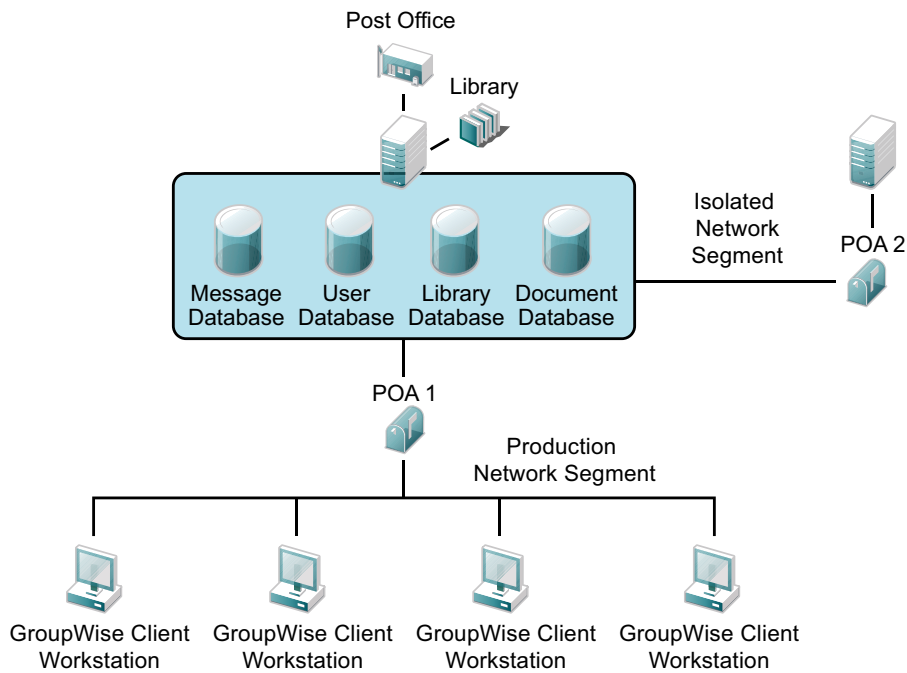 Post Office
Library
Isolated
Network
Segment
POA 2
Message
Database
User
Database
Library
Database
Document
Database
POA 1
Production
Network Segment
GroupWise Client
Workstation
GroupWise Client
Workstation
GroupWise Client
Workstation
GroupWise Client
Workstation